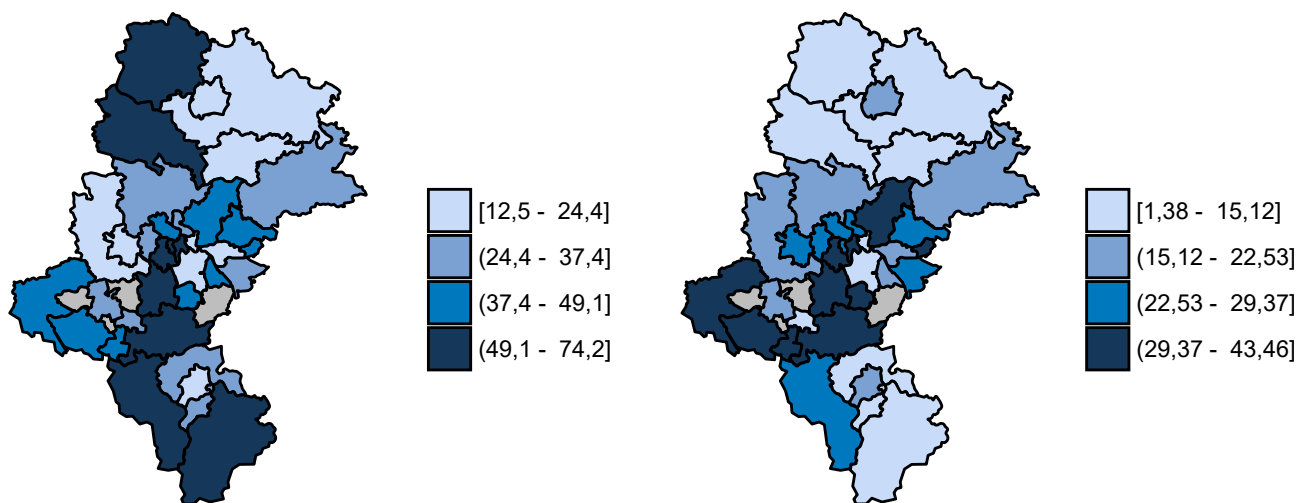 [12,5 - 24,4]
(24,4 - 37,4]
(37,4 - 49,1]
(49,1 - 74,2]
[1,38 - 15,12]
(15,12 - 22,53]
(22,53 - 29,37]
(29,37 - 43,46]